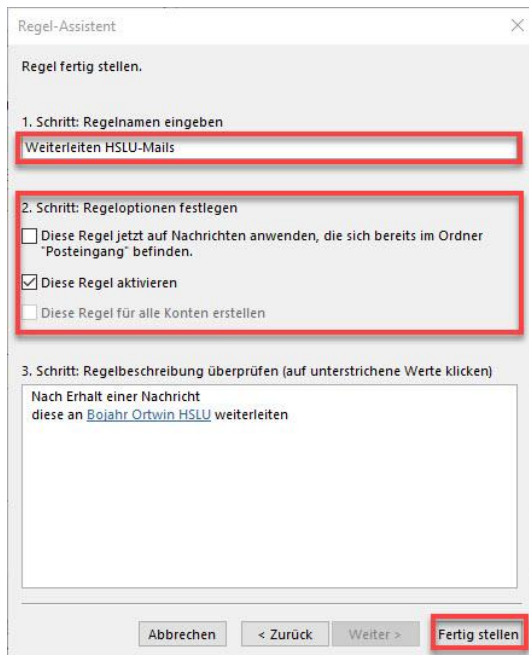 Regel-Assistent
Regel fertig stellen.
1. Schritt: Regelnamen eingeben
Weiterleiten HSLU-Mails
2. Schritt: Regeloptionen festlegen
Diese Regel jetzt auf Nachrichten anwenden, die sich bereits im Ordner
"Posteingang" befinden.
Diese Regel aktivieren
Diese Regel für alle Konten erstellen
3. Schritt: Regelbeschreibung überprüfen (auf unterstrichene Werte klicken)
Nach Erhalt einer Nachricht
diese an Bojahr Ortwin HSLU weiterleiten
Abbrechen < Zurück Weiter > Fertig stellen